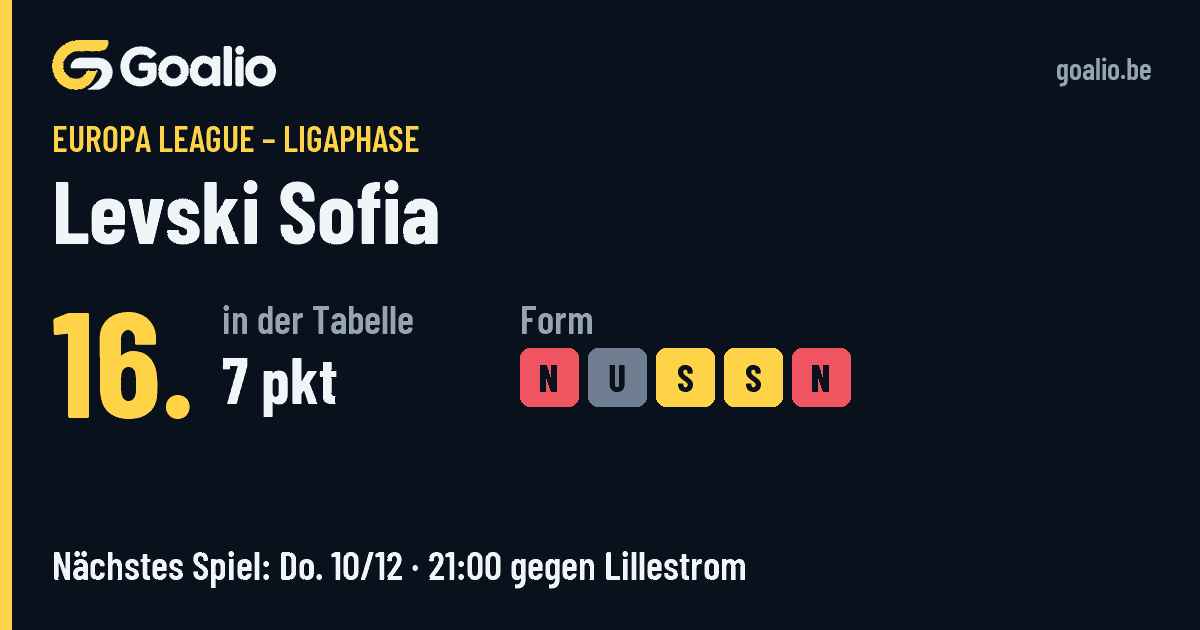 Goalio
goalio.be
EUROPA LEAGUE – LIGAPHASE
Levski Sofia
16.
in der Tabelle
7 pkt
Form
N U S S N
Nächstes Spiel: Do. 10/12 · 21:00 gegen Lillestrom